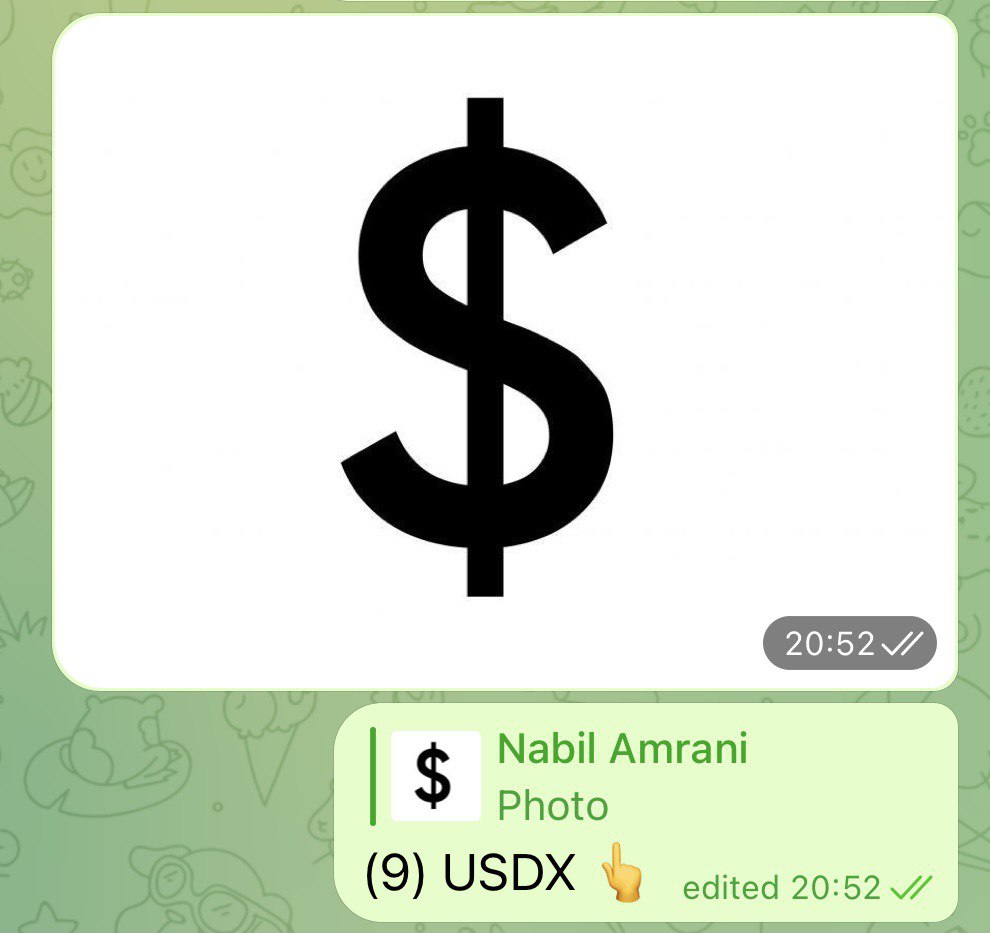 $
20:52
$
Nabil Amrani
Photo
(9) USDX 👆
edited 20:52